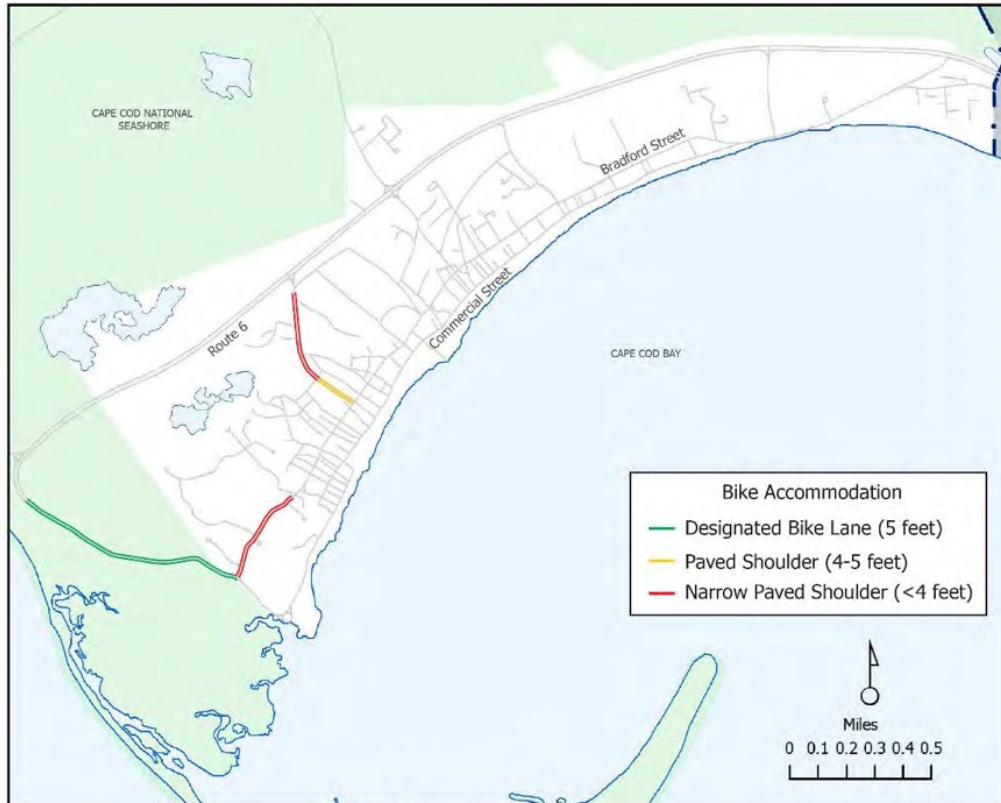 CAPE COD NATIONAL
SEASHORE
Bradford Street
Commercial Street
Route 6
CAPE COD BAY
Bike Accommodation
Designated Bike Lane (5 feet)
Paved Shoulder (4-5 feet)
Narrow Paved Shoulder (<4 feet)
Miles
0 0.1 0.2 0.3 0.4 0.5